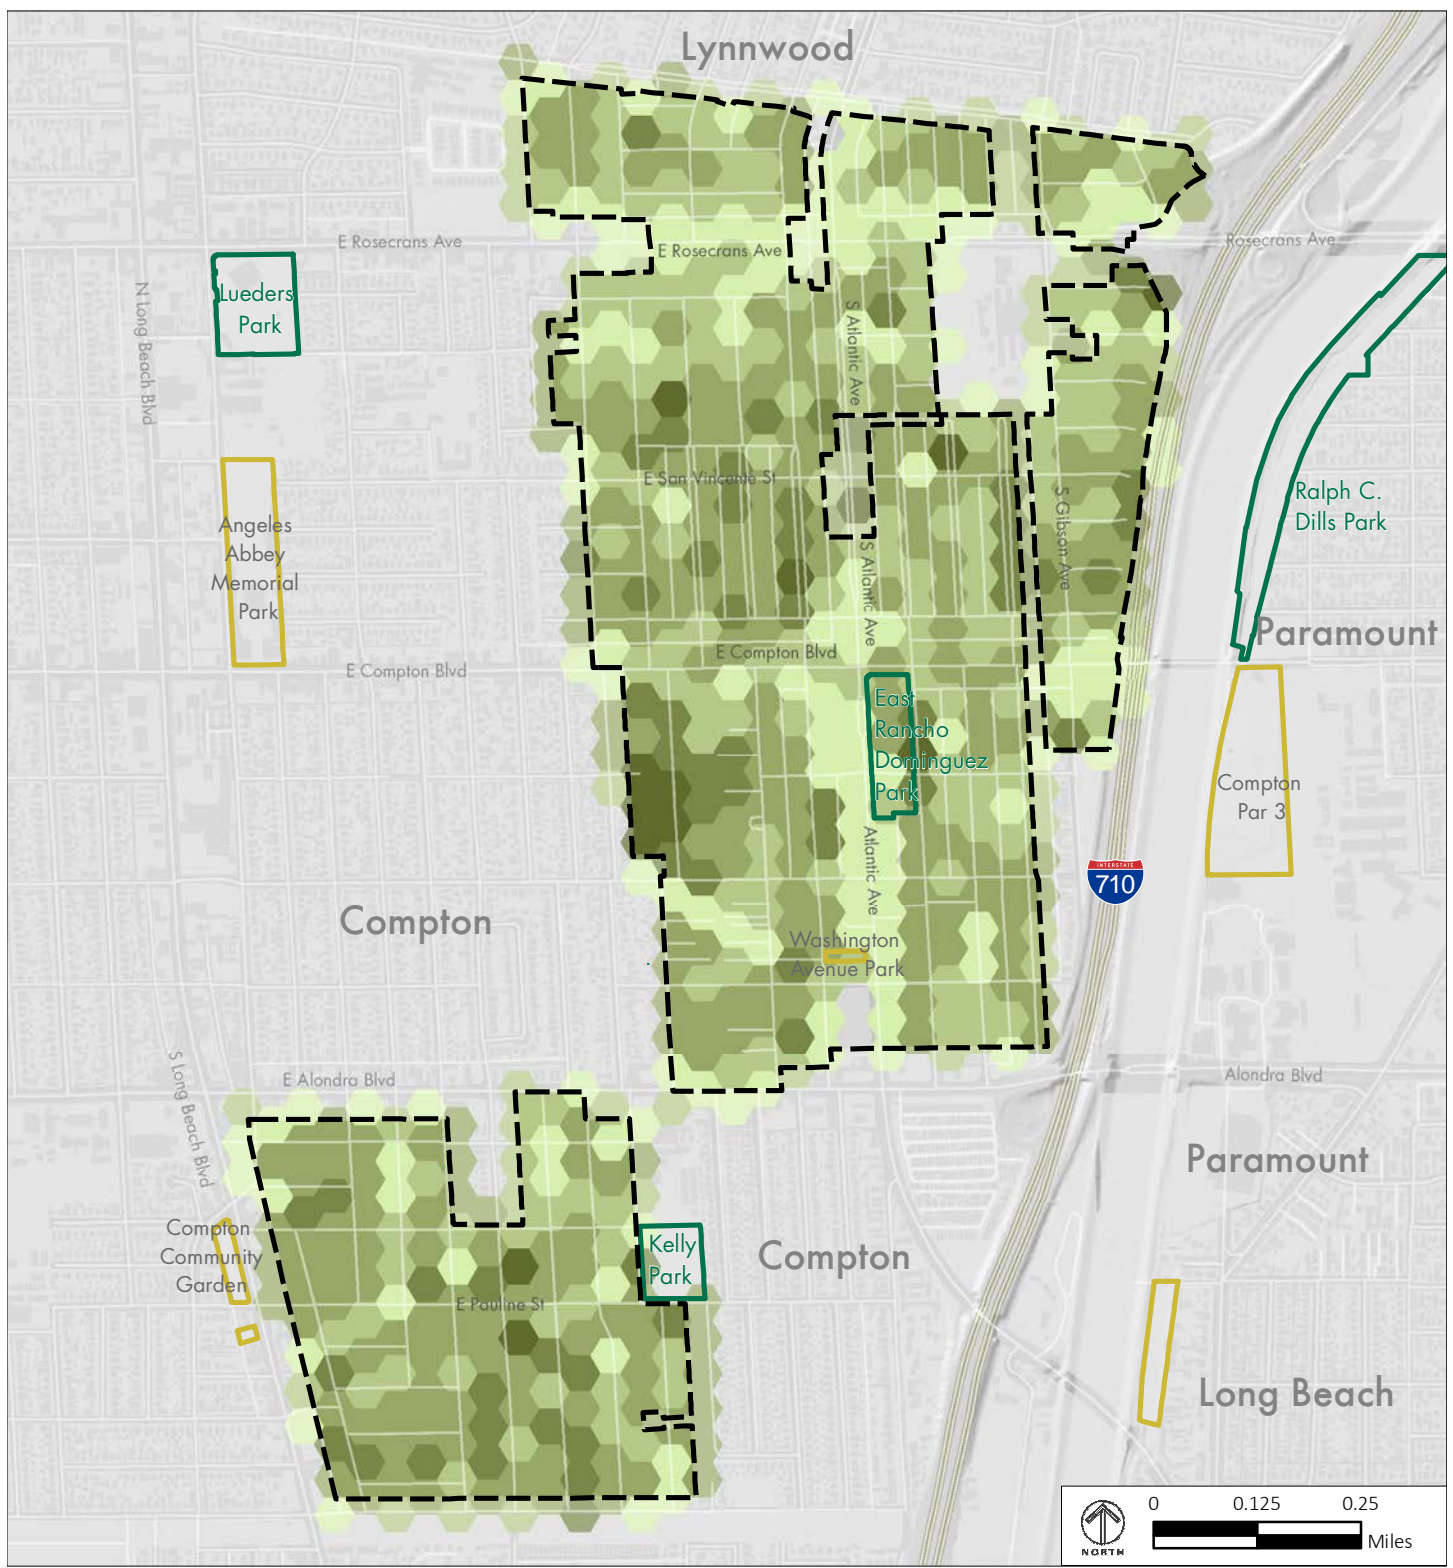 Lynnwood
E Rosecrans Ave
E Rosecrans Ave
Rosecrans Ave
Lueders
Park
N Long Beach Blvd
S Atlantic Ave
E San Vincente St
Ralph C.
Dills Park
S Gibson Ave
Angeles
Abbey
Memorial
Park
S Atlantic Ave
Paramount
E Compton Blvd
E Compton Blvd
East
Rancho
Dominguez
Park
Compton
Par 3
Atlantic Ave
INTERSTATE
710
Compton
Washington
Avenue Park
S Long Beach Blvd
E Alondra Blvd
Alondra Blvd
Paramount
Compton
Community
Garden
Kelly
Park
Compton
E Pauline St
Long Beach
NORTH
0 0.125 0.25
Miles